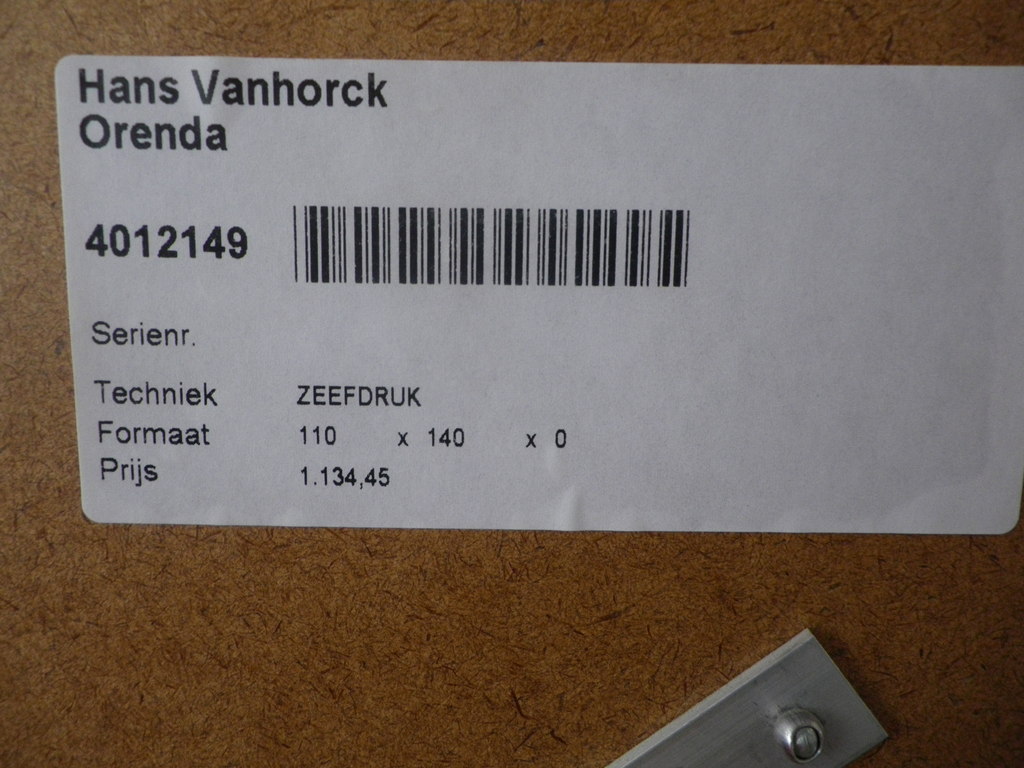 Hans Vanhorck
Orenda
4012149
Serienr.
Techniek ZEEFDRUK
Formaat 110 x 140 x 0
Prijs 1.134,45